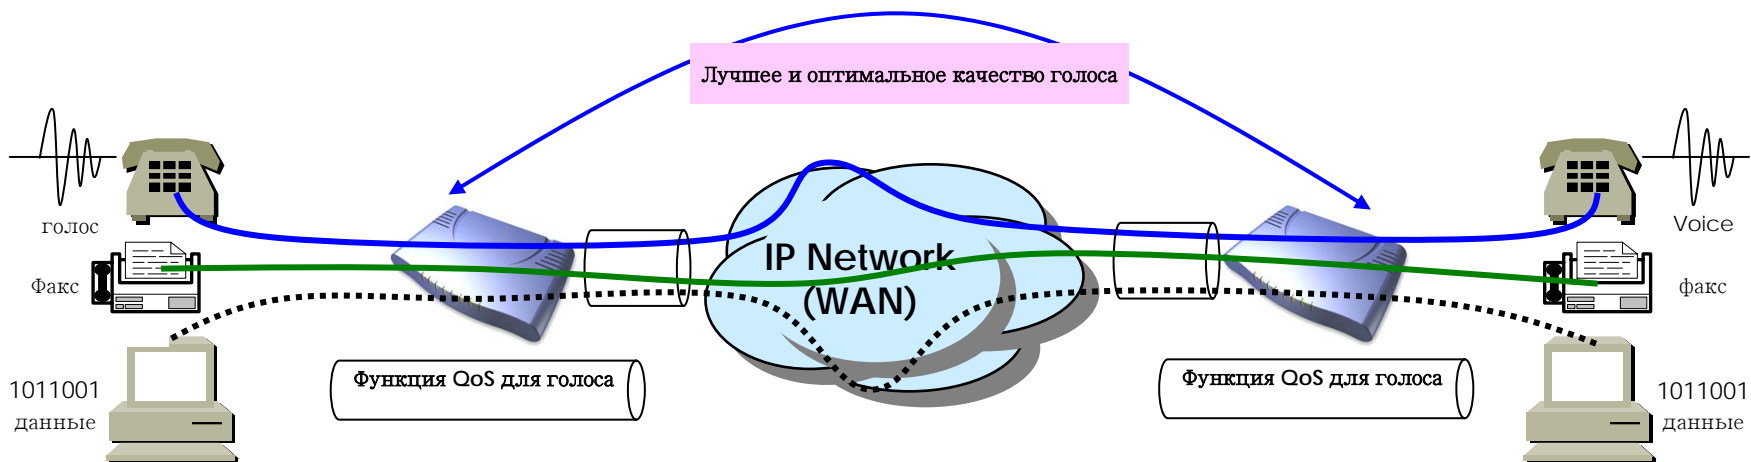 Лучшее и оптимальное качество голоса
голос
Voice
Факс
факс
IP Network
(WAN)
Функция QoS для голоса
Функция QoS для голоса
1011001
данные
1011001
данные